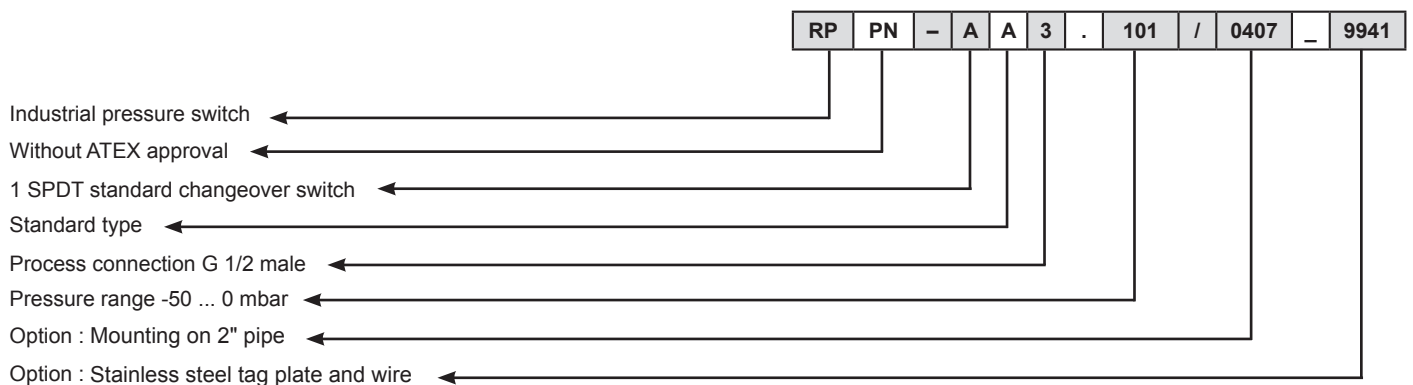 RP PN – A A 3 . 101 / 0407 _ 9941
Industrial pressure switch
Without ATEX approval
1 SPDT standard changeover switch
Standard type
Process connection G 1/2 male
Pressure range -50 ... 0 mbar
Option : Mounting on 2" pipe
Option : Stainless steel tag plate and wire